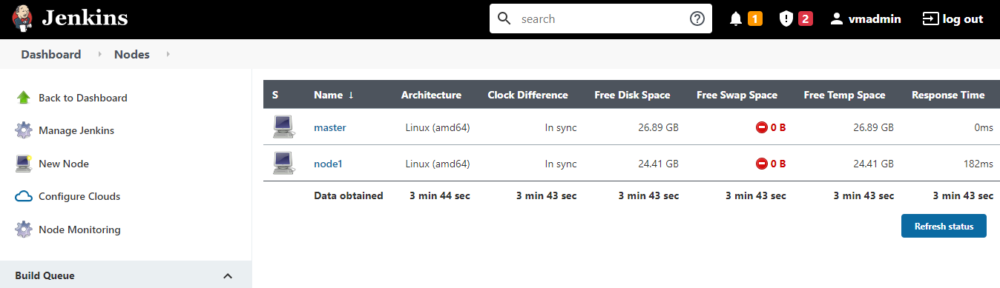 Jenkins
search
1
2
vmadmin
log out
Dashboard Nodes
Back to Dashboard
Manage Jenkins
New Node
Configure Clouds
Node Monitoring
Build Queue
S Name ↓ Architecture Clock Difference Free Disk Space Free Swap Space Free Temp Space Response Time
master Linux (amd64) In sync 26.89 GB 0 B 26.89 GB 0ms
node1 Linux (amd64) In sync 24.41 GB 0 B 24.41 GB 182ms
Data obtained 3 min 44 sec 3 min 43 sec 3 min 43 sec 3 min 43 sec 3 min 43 sec 3 min 43 sec
Refresh status